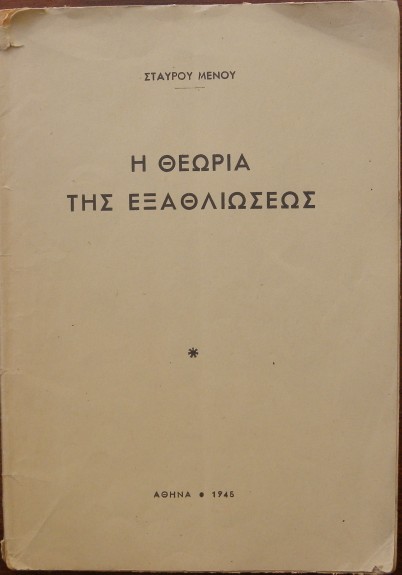 ΣΤΑΥΡΟΥ ΜΕΝΟΥ
Η ΘΕΩΡΙΑ
ΤΗΣ ΕΞΑΘΛΙΩΣΕΩΣ
*
ΑΘΗΝΑ • 1945